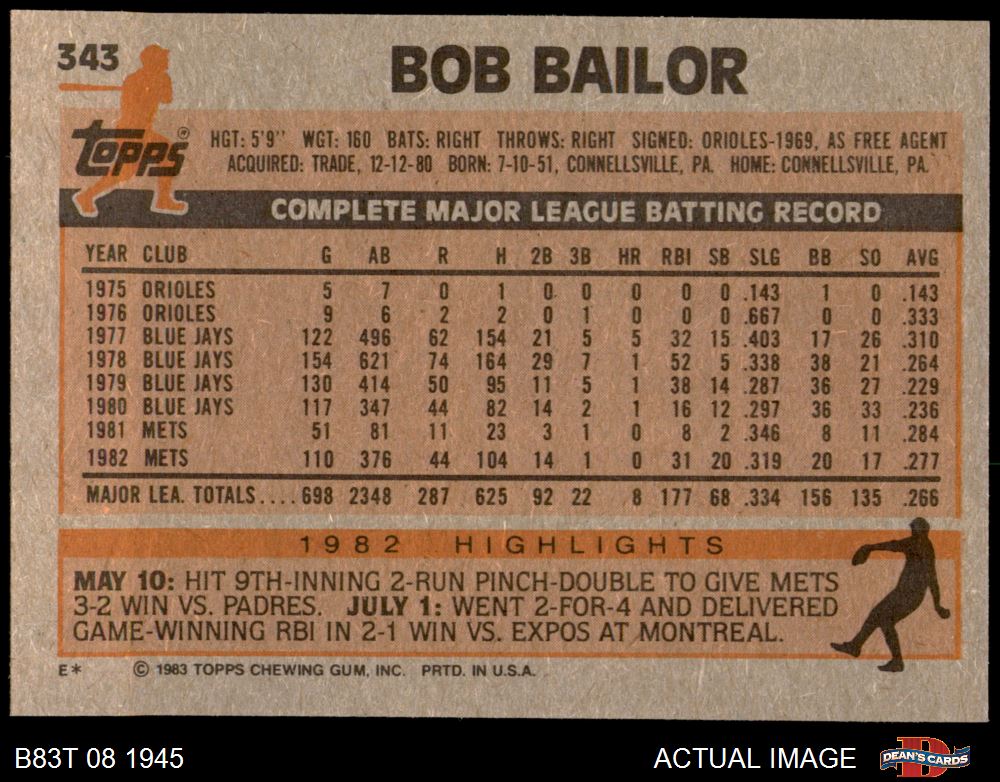 343
BOB BAILOR
topps®
HGT: 5'9" WGT: 160 BATS: RIGHT THROWS: RIGHT SIGNED: ORIOLES-1969, AS FREE AGENT
ACQUIRED: TRADE, 12-12-80 BORN: 7-10-51, CONNELLSVILLE, PA. HOME: CONNELLSVILLE, PA.
COMPLETE MAJOR LEAGUE BATTING RECORD
YEAR CLUB G AB R H 2B 3B HR RBI SB SLG BB SO AVG
1975 ORIOLES 5 7 0 1 0 0 0 0 0 .143 1 0 .143
1976 ORIOLES 9 6 2 2 0 1 0 0 0 .667 0 0 .333
1977 BLUE JAYS 122 496 62 154 21 5 5 32 15 .403 17 26 .310
1978 BLUE JAYS 154 621 74 164 29 7 1 52 5 .338 38 21 .264
1979 BLUE JAYS 130 414 50 95 11 5 1 38 14 .287 36 27 .229
1980 BLUE JAYS 117 347 44 82 14 2 1 16 12 .297 36 33 .236
1981 METS 51 81 11 23 3 1 0 8 2 .346 8 11 .284
1982 METS 110 376 44 104 14 1 0 31 20 .319 20 17 .277
MAJOR LEA. TOTALS....698 2348 287 625 92 22 8 177 68 .334 156 135 .266
1982 HIGHLIGHTS
MAY 10: HIT 9TH-INNING 2-RUN PINCH-DOUBLE TO GIVE METS
3-2 WIN VS. PADRES. JULY 1: WENT 2-FOR-4 AND DELIVERED
GAME-WINNING RBI IN 2-1 WIN VS. EXPOS AT MONTREAL.
E* © 1983 TOPPS CHEWING GUM, INC. PRTD. IN U.S.A.
B83T 08 1945
ACTUAL IMAGE
D
DEAN'S CARDS